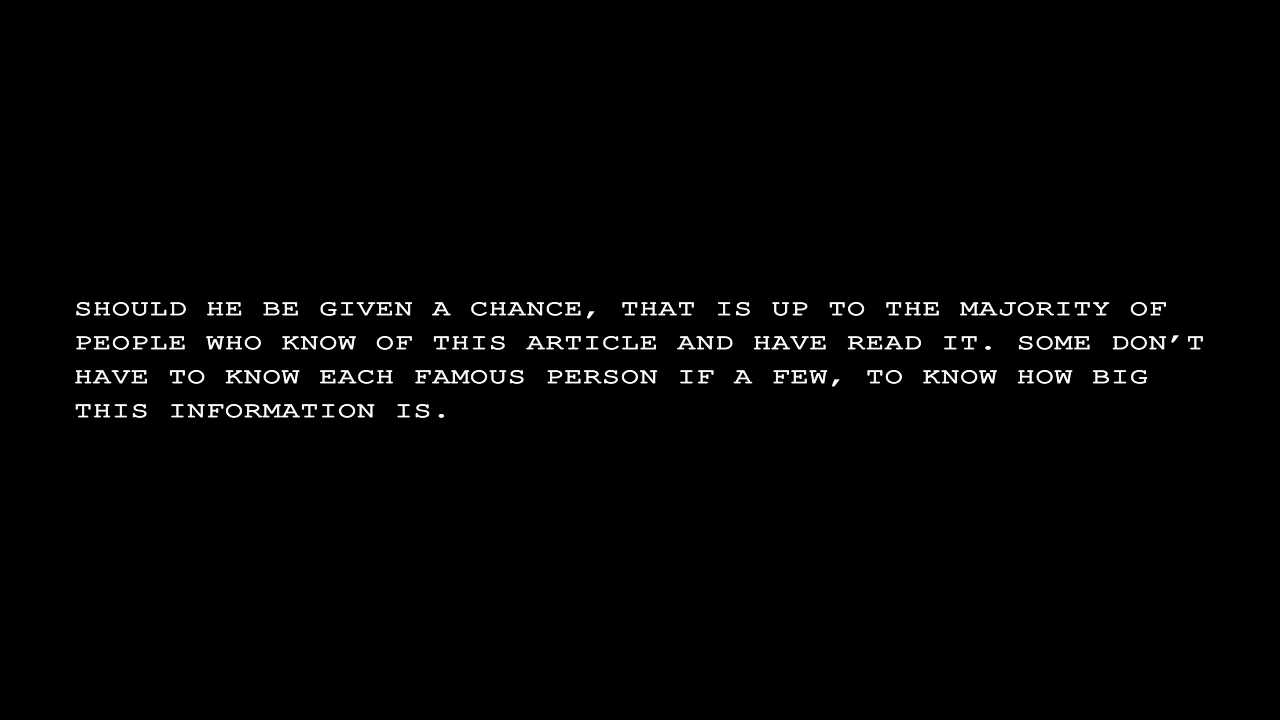 SHOULD HE BE GIVEN A CHANCE, THAT IS UP TO THE MAJORITY OF
PEOPLE WHO KNOW OF THIS ARTICLE AND HAVE READ IT. SOME DON’T
HAVE TO KNOW EACH FAMOUS PERSON IF A FEW, TO KNOW HOW BIG
THIS INFORMATION IS.